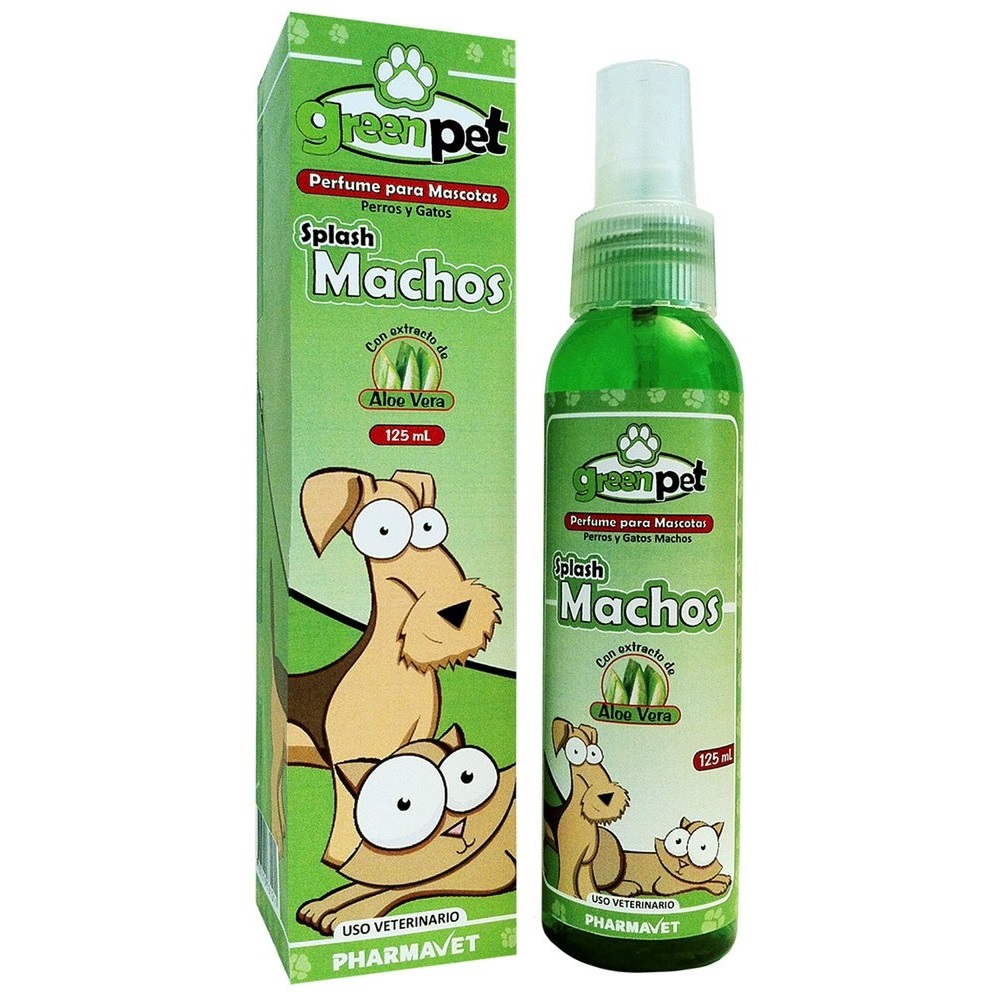 greenpet
Perfume para Mascotas
Perros y Gatos
Splash
Machos
Con extracto de
Aloe Vera
125 mL
USO VETERINARIO
PHARMAVET
greenpet
Perfume para Mascotas
Perros y Gatos Machos
Splash
Machos
Con extracto de
Aloe Vera
125 mL
USO VETERINARIO
PHARMAVET